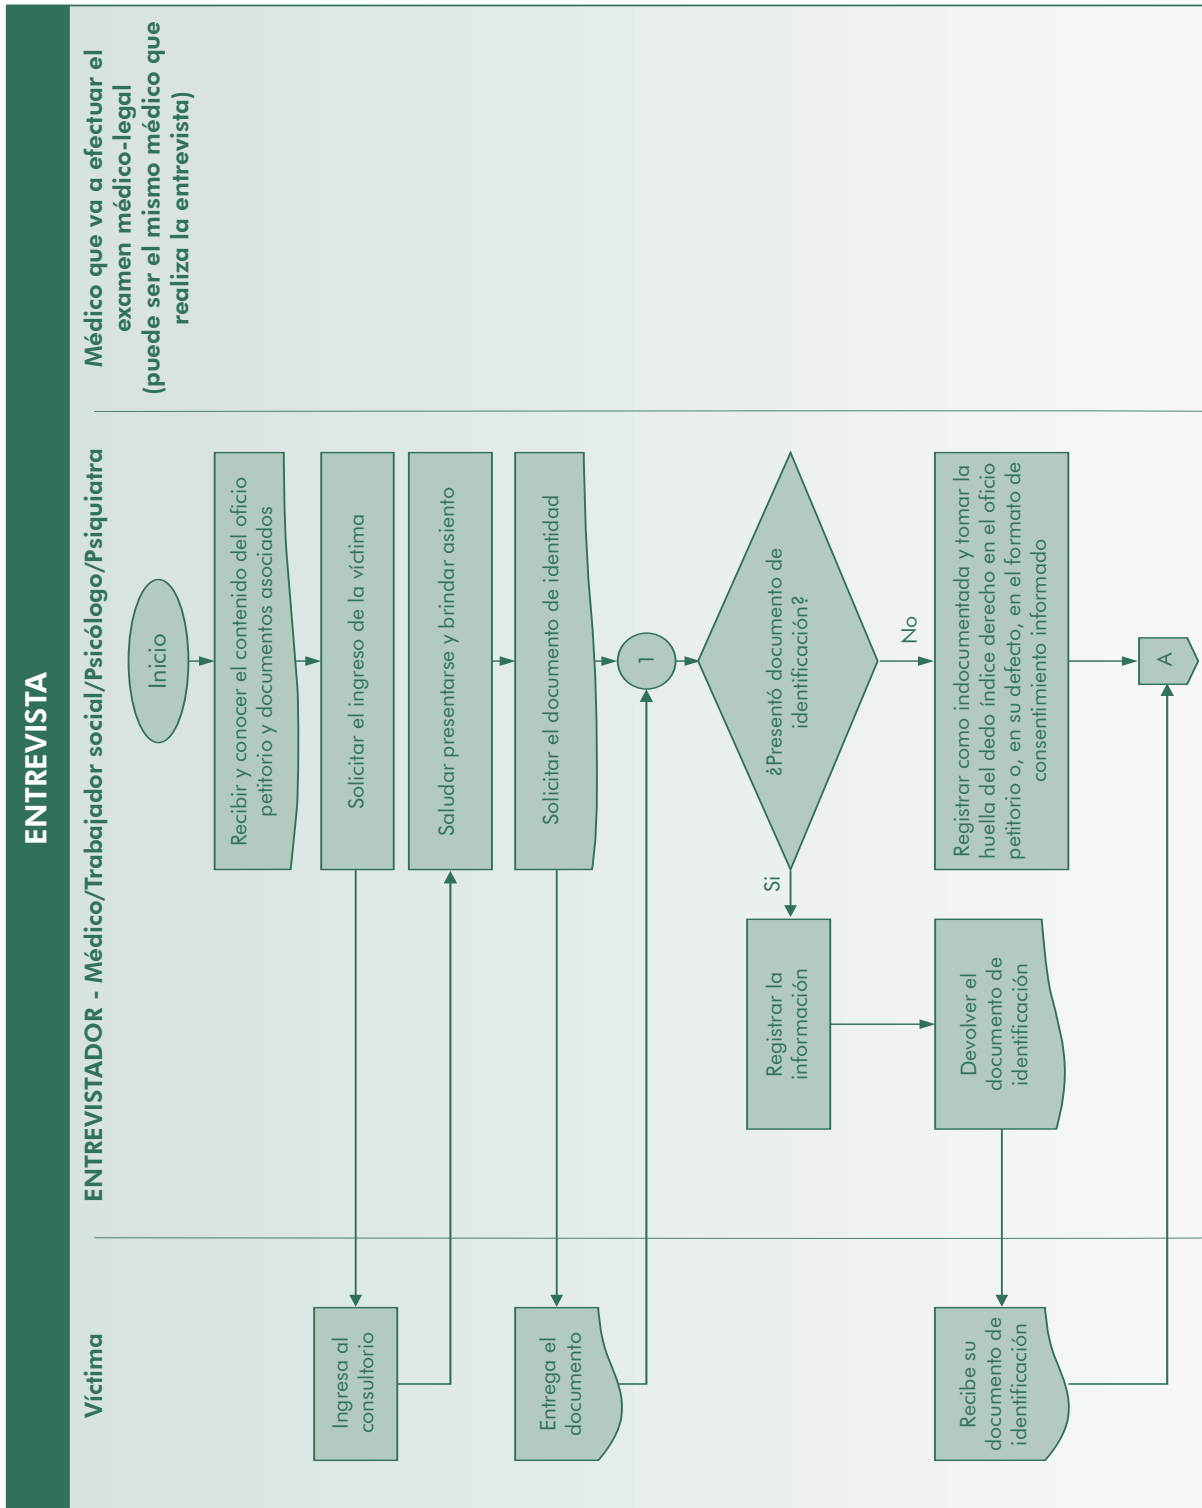 ENTREVISTA
Víctima
ENTREVISTADOR - Médico/Trabajador social/Psicólogo/Psiquiatra
Médico que va a efectuar el
examen médico-legal
(puede ser el mismo médico que
realiza la entrevista)
Inicio
Recibir y conocer el contenido del oficio
petitorio y documentos asociados
Solicitar el ingreso de la víctima
Ingresa al
consultorio
Saludar presentarse y brindar asiento
Solicitar el documento de identidad
Entrega el
documento
1
¿Presentó documento de
identificación?
Si
No
Registrar la
información
Registrar como indocumentada y tomar la
huella del dedo índice derecho en el oficio
petitorio o, en su defecto, en el formato de
consentimiento informado
Devolver el
documento de
identificación
Recibe su
documento de
identificación
A